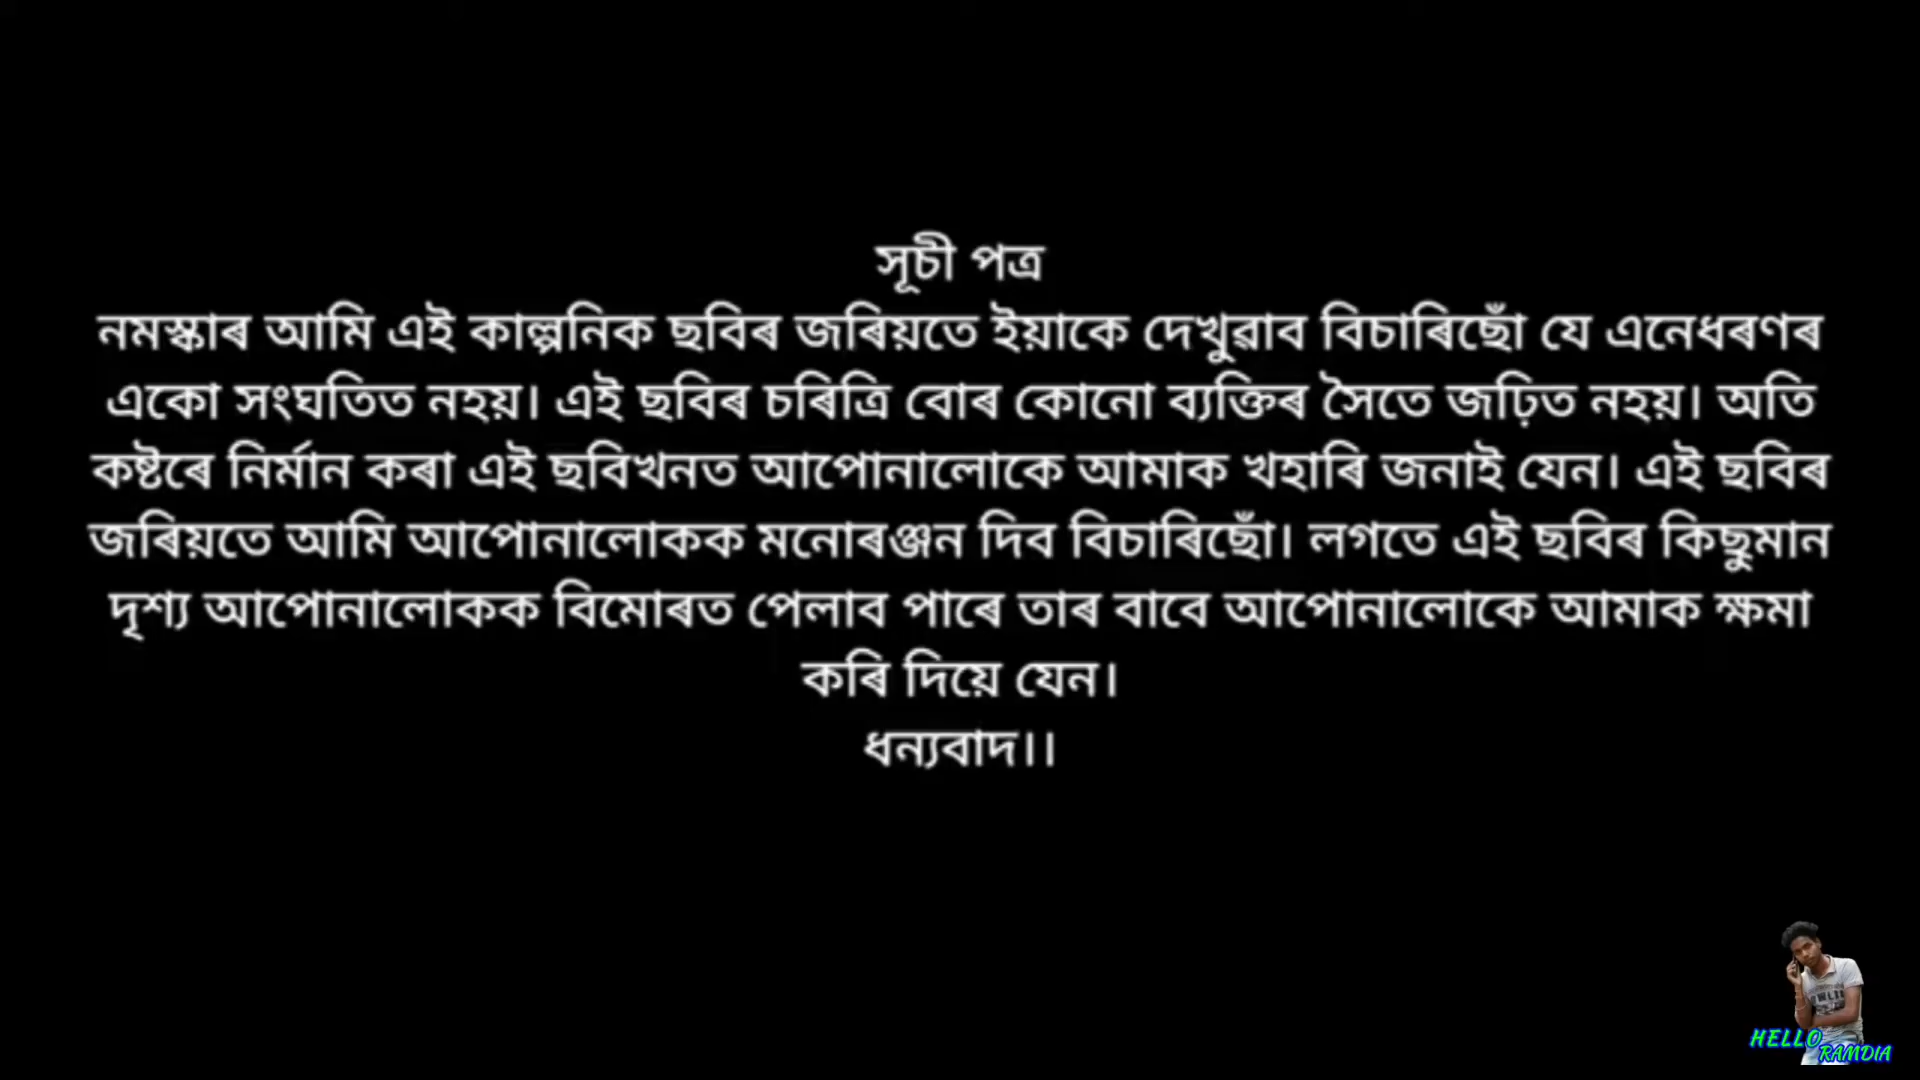 সূচী পত্ৰ
নমস্কাৰ আমি এই কাল্পনিক ছবিৰ জৰিয়তে ইয়াকে দেখুৱাব বিচাৰিছোঁ যে এনেধৰণৰ
একো সংঘতিত নহয়। এই ছবিৰ চৰিত্ৰি বোৰ কোনো ব্যক্তিৰ সৈতে জঢ়িত নহয়। অতি
কষ্টৰে নিৰ্মান কৰা এই ছবিখনত আপোনালোকে আমাক খহাৰি জনাই যেন। এই ছবিৰ
জৰিয়তে আমি আপোনালোকক মনোৰঞ্জন দিব বিচাৰিছোঁ। লগতে এই ছবিৰ কিছুমান
দৃশ্য আপোনালোকক বিমোৰত পেলাব পাৰে তাৰ বাবে আপোনালোকে আমাক ক্ষমা
কৰি দিয়ে যেন।
ধন্যবাদ।।
HELLO
RAMDIA